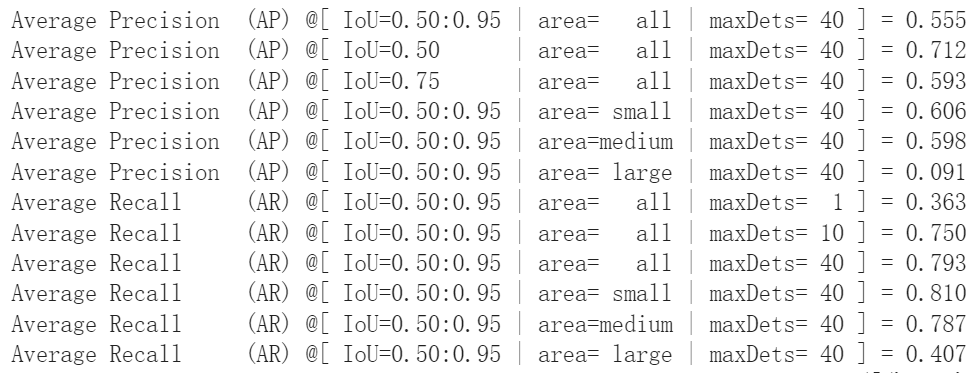 Average Precision  (AP) @[ IoU=0.50:0.95 | area=   all | maxDets= 40 ] = 0.555
Average Precision  (AP) @[ IoU=0.50      | area=   all | maxDets= 40 ] = 0.712
Average Precision  (AP) @[ IoU=0.75      | area=   all | maxDets= 40 ] = 0.593
Average Precision  (AP) @[ IoU=0.50:0.95 | area= small | maxDets= 40 ] = 0.606
Average Precision  (AP) @[ IoU=0.50:0.95 | area=medium | maxDets= 40 ] = 0.598
Average Precision  (AP) @[ IoU=0.50:0.95 | area= large | maxDets= 40 ] = 0.091
Average Recall     (AR) @[ IoU=0.50:0.95 | area=   all | maxDets=  1 ] = 0.363
Average Recall     (AR) @[ IoU=0.50:0.95 | area=   all | maxDets= 10 ] = 0.750
Average Recall     (AR) @[ IoU=0.50:0.95 | area=   all | maxDets= 40 ] = 0.793
Average Recall     (AR) @[ IoU=0.50:0.95 | area= small | maxDets= 40 ] = 0.810
Average Recall     (AR) @[ IoU=0.50:0.95 | area=medium | maxDets= 40 ] = 0.787
Average Recall     (AR) @[ IoU=0.50:0.95 | area= large | maxDets= 40 ] = 0.407